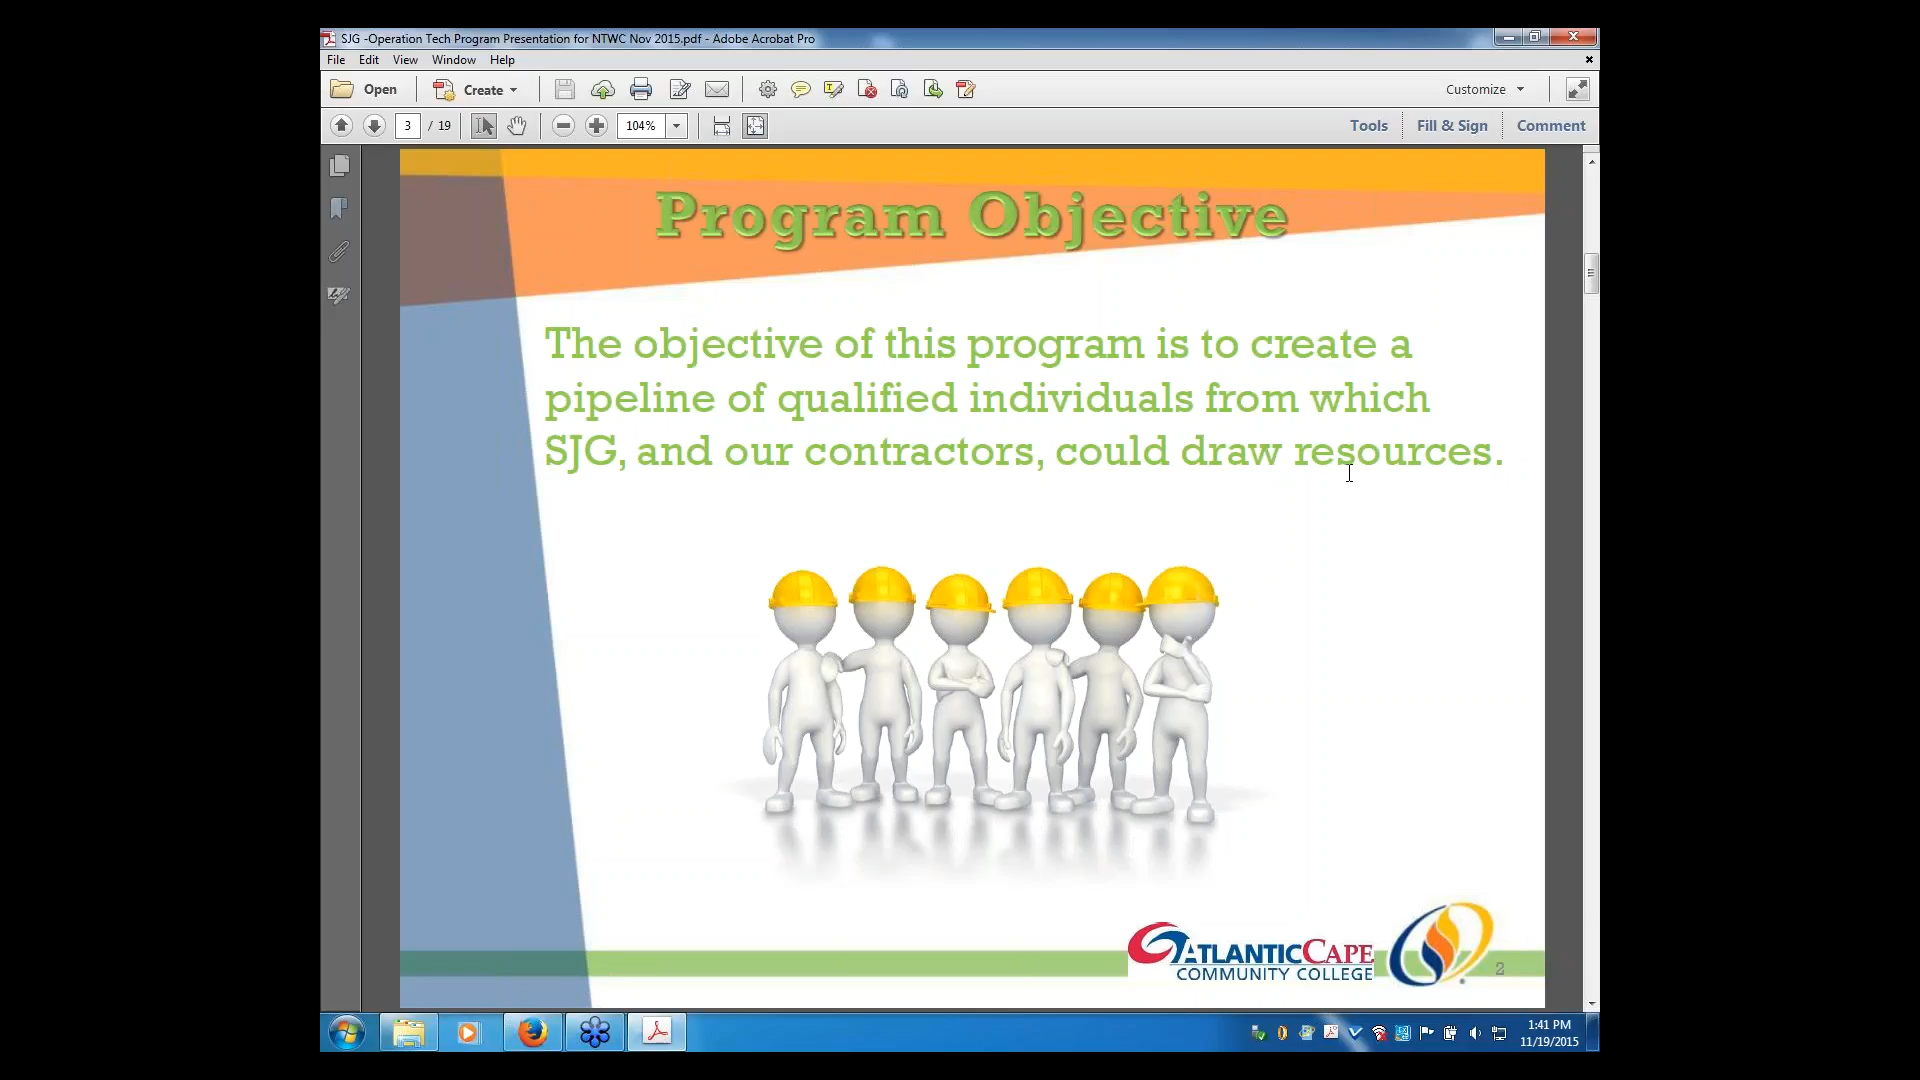 SJG -Operation Tech Program Presentation for NTWC Nov 2015.pdf - Adobe Acrobat Pro
File Edit View Window Help
Open Create Customize
3 / 19 104% Tools Fill & Sign Comment
Program Objective
The objective of this program is to create a
pipeline of qualified individuals from which
SJG, and our contractors, could draw resources.
ATLANTICCAPE
COMMUNITY COLLEGE
2
1:41 PM
11/19/2015